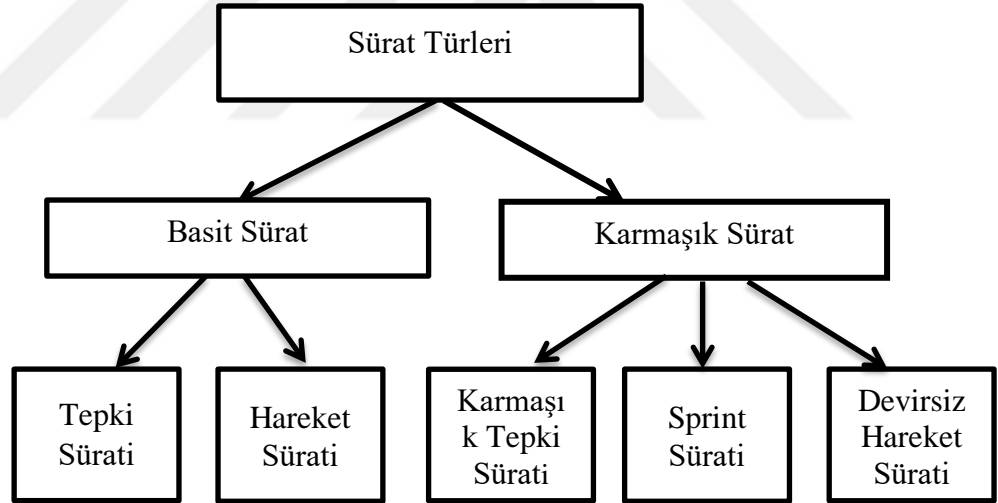 Sürat Türleri
Basit Sürat
Karmaşık Sürat
Tepki
Sürati
Hareket
Sürati
Karmaşı
k Tepki
Sürati
Sprint
Sürati
Devirsiz
Hareket
Sürati